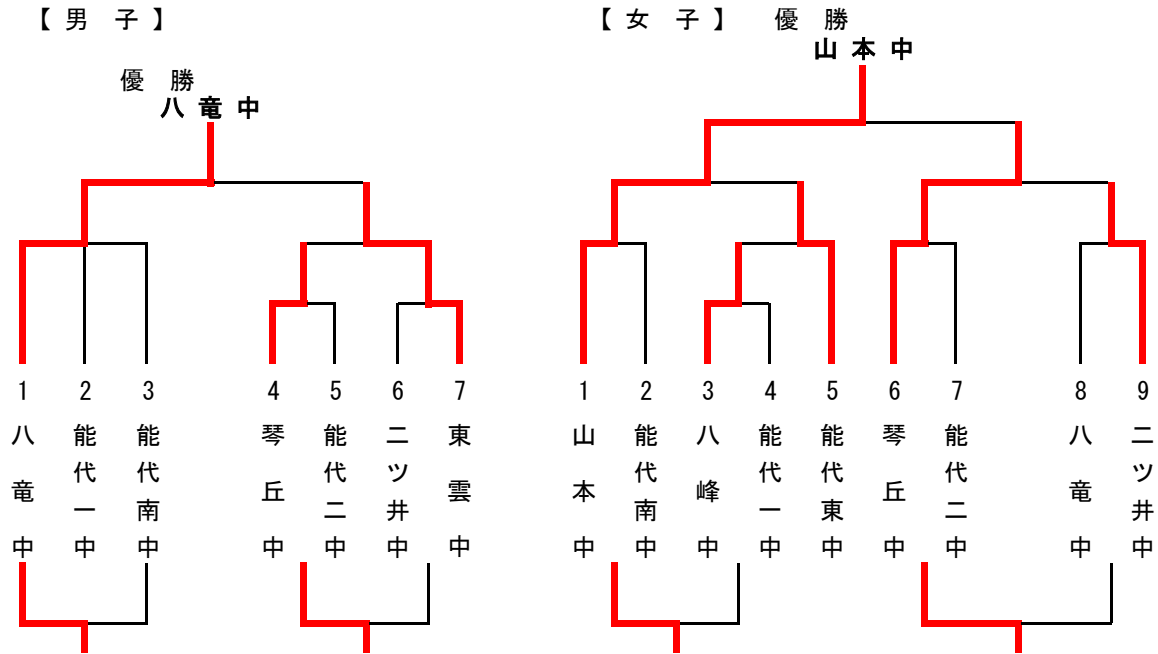 【 男 子 】
優 勝
八 竜 中
1 2 3 4 5 6 7
八竜中
能代一中
能代南中
琴丘中
能代二中
二ツ井中
東雲中
【 女 子 】 優 勝
山 本 中
1 2 3 4 5 6 7 8 9
山本中
能代南中
八峰中
能代一中
能代東中
琴丘中
能代二中
八竜中
二ツ井中